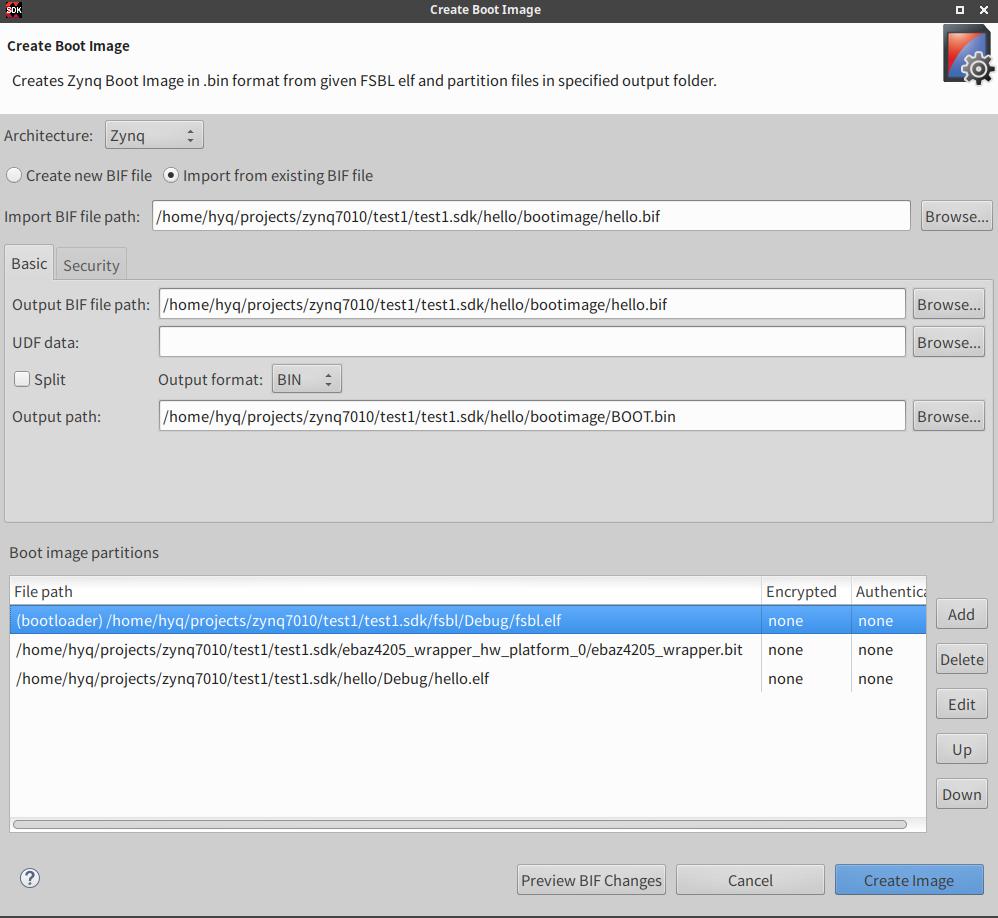 SDK Create Boot Image
Create Boot Image
Creates Zynq Boot Image in .bin format from given FSBL elf and partition files in specified output folder.
Architecture: Zynq
Create new BIF file Import from existing BIF file
Import BIF file path: /home/hyq/projects/zynq7010/test1/test1.sdk/hello/bootimage/hello.bif Browse...
Basic Security
Output BIF file path: /home/hyq/projects/zynq7010/test1/test1.sdk/hello/bootimage/hello.bif Browse...
UDF data: Browse...
Split Output format: BIN
Output path: /home/hyq/projects/zynq7010/test1/test1.sdk/hello/bootimage/BOOT.bin Browse...
Boot image partitions
File path Encrypted Authentica
(bootloader) /home/hyq/projects/zynq7010/test1/test1.sdk/fsbl/Debug/fsbl.elf none none
/home/hyq/projects/zynq7010/test1/test1.sdk/ebaz4205_wrapper_hw_platform_0/ebaz4205_wrapper.bit none none
/home/hyq/projects/zynq7010/test1/test1.sdk/hello/Debug/hello.elf none none
Add
Delete
Edit
Up
Down
? Preview BIF Changes Cancel Create Image